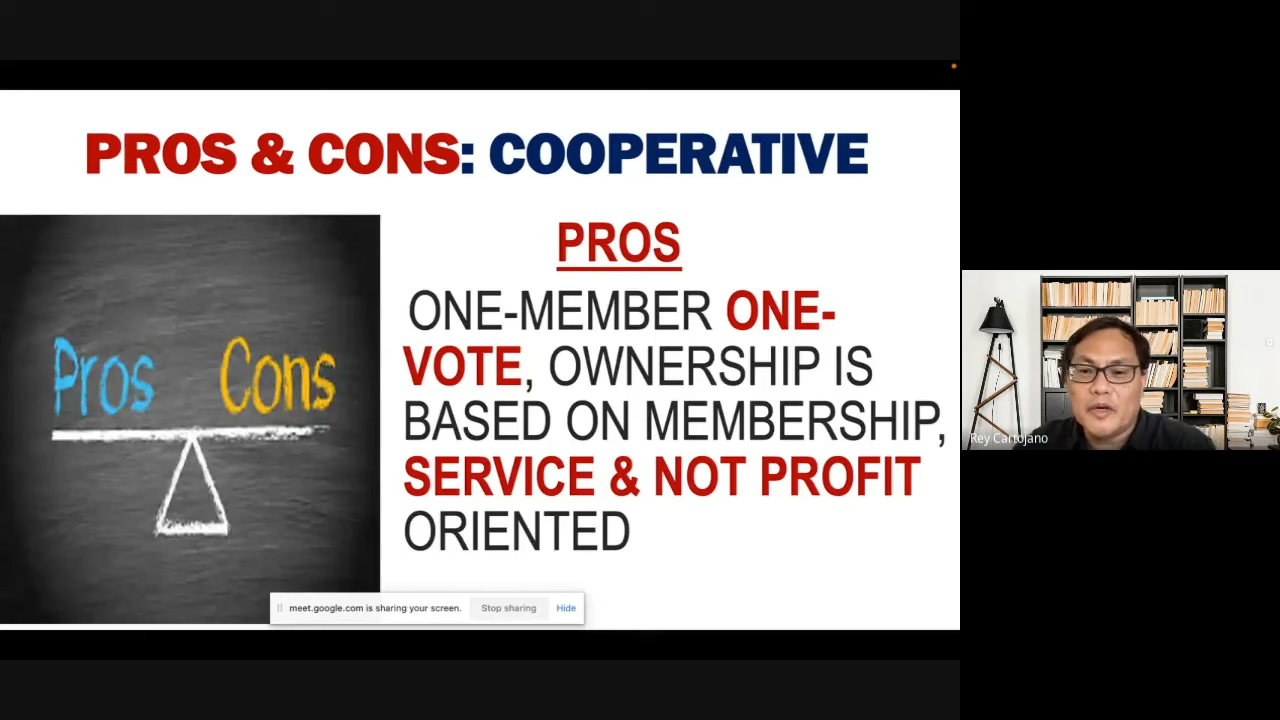 PROS & CONS: COOPERATIVE
Pros Cons
PROS
ONE-MEMBER ONE-
VOTE, OWNERSHIP IS
BASED ON MEMBERSHIP,
SERVICE & NOT PROFIT
ORIENTED
meet.google.com is sharing your screen. Stop sharing Hide
Rey Cartojano